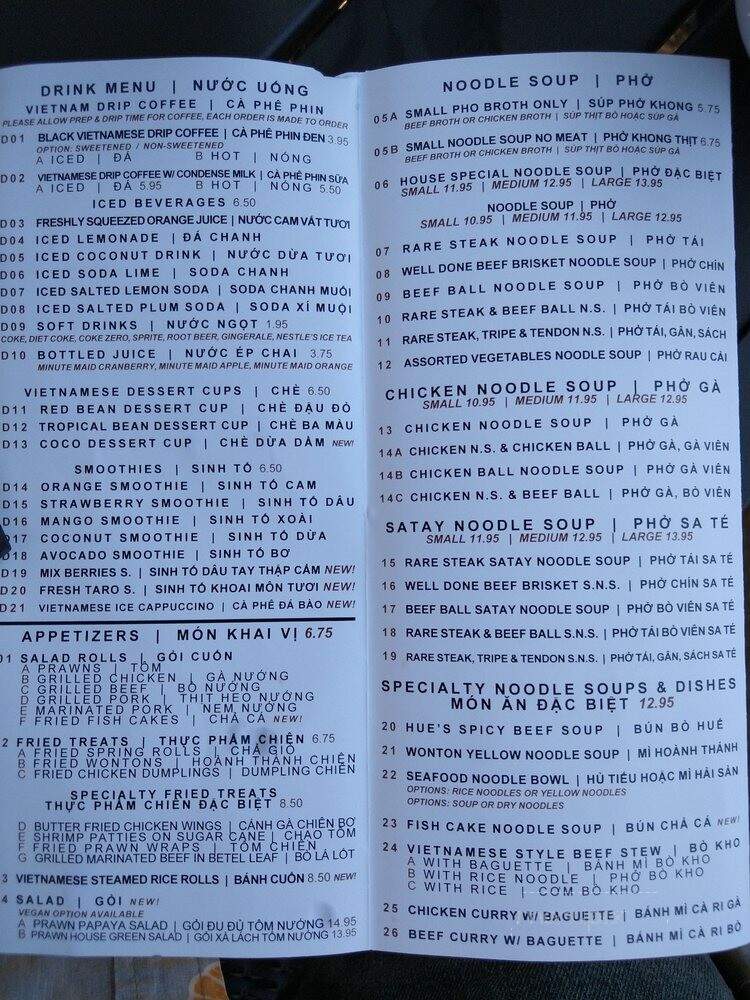 DRINK MENU | NƯỚC UỐNG
VIETNAM DRIP COFFEE | CÀ PHÊ PHIN
PLEASE ALLOW PREP & DRIP TIME FOR COFFEE, EACH ORDER IS MADE TO ORDER
D01 BLACK VIETNAMESE DRIP COFFEE | CÀ PHÊ PHIN ĐEN 3.95
OPTION: SWEETENED / NON-SWEETENED
A ICED | ĐÁ B HOT | NÓNG
D02 VIETNAMESE DRIP COFFEE W/ CONDENSE MILK | CÀ PHÊ PHIN SỮA
A ICED | ĐÁ 5.95 B HOT | NÓNG 5.50
ICED BEVERAGES 6.50
D03 FRESHLY SQUEEZED ORANGE JUICE | NƯỚC CAM VẮT TƯƠI
D04 ICED LEMONADE | ĐÁ CHANH
D05 ICED COCONUT DRINK | NƯỚC DỪA TƯƠI
D06 ICED SODA LIME | SODA CHANH
D07 ICED SALTED LEMON SODA | SODA CHANH MUỐI
D08 ICED SALTED PLUM SODA | SODA XÍ MUỘI
D09 SOFT DRINKS | NƯỚC NGỌT 1.95
COKE, DIET COKE, COKE ZERO, SPRITE, ROOT BEER, GINGERALE, NESTLE'S ICE TEA
D10 BOTTLED JUICE | NƯỚC ÉP CHAI 3.75
MINUTE MAID CRANBERRY, MINUTE MAID APPLE, MINUTE MAID ORANGE
VIETNAMESE DESSERT CUPS | CHÈ 6.50
D11 RED BEAN DESSERT CUP | CHÈ ĐẬU ĐỎ
D12 TROPICAL BEAN DESSERT CUP | CHÈ BA MÀU
D13 COCO DESSERT CUP | CHÈ DỪA DẦM NEW!
SMOOTHIES | SINH TỐ 6.50
D14 ORANGE SMOOTHIE | SINH TỐ CAM
D15 STRAWBERRY SMOOTHIE | SINH TỐ DÂU
D16 MANGO SMOOTHIE | SINH TỐ XOÀI
D17 COCONUT SMOOTHIE | SINH TỐ DỪA
D18 AVOCADO SMOOTHIE | SINH TỐ BƠ
D19 MIX BERRIES S. | SINH TỐ DÂU TAY THẬP CẨM NEW!
D20 FRESH TARO S. | SINH TỐ KHOAI MÔN TƯƠI NEW!
D21 VIETNAMESE ICE CAPPUCCINO | CÀ PHÊ ĐÁ BÀO NEW!
APPETIZERS | MÓN KHAI VỊ 6.75
01 SALAD ROLLS | GỎI CUỐN
A PRAWNS | TÔM
B GRILLED CHICKEN | GÀ NƯỚNG
C GRILLED BEEF | BÒ NƯỚNG
D GRILLED PORK | THỊT HEO NƯỚNG
E MARINATED PORK | NEM NƯỚNG
F FRIED FISH CAKES | CHẢ CÁ NEW!
2 FRIED TREATS | THỰC PHẨM CHIÊN 6.75
A FRIED SPRING ROLLS | CHẢ GIÒ
B FRIED WONTONS | HOÀNH THÁNH CHIÊN
C FRIED CHICKEN DUMPLINGS | DUMPLING CHIÊN
SPECIALTY FRIED TREATS
THỰC PHẨM CHIÊN ĐẶC BIỆT 8.50
D BUTTER FRIED CHICKEN WINGS | CÁNH GÀ CHIÊN BƠ
E SHRIMP PATTIES ON SUGAR CANE | CHẠO TÔM
F FRIED PRAWN WRAPS | TÔM CHIÊN
G GRILLED MARINATED BEEF IN BETEL LEAF | BÒ LÁ LỐT
3 VIETNAMESE STEAMED RICE ROLLS | BÁNH CUỐN 8.50 NEW!
4 SALAD | GỎI NEW!
VEGAN OPTION AVAILABLE
A PRAWN PAPAYA SALAD | GỎI ĐU ĐỦ TÔM NƯỚNG 14.95
B PRAWN HOUSE GREEN SALAD | GỎI XÀ LÁCH TÔM NƯỚNG 13.95
NOODLE SOUP | PHỞ
05A SMALL PHO BROTH ONLY | SÚP PHỞ KHÔNG 5.75
BEEF BROTH OR CHICKEN BROTH | SÚP THỊT BÒ HOẶC SÚP GÀ
05B SMALL NOODLE SOUP NO MEAT | PHỞ KHÔNG THỊT 6.75
BEEF BROTH OR CHICKEN BROTH | SÚP THỊT BÒ HOẶC SÚP GÀ
06 HOUSE SPECIAL NOODLE SOUP | PHỞ ĐẶC BIỆT
SMALL 11.95 | MEDIUM 12.95 | LARGE 13.95
NOODLE SOUP | PHỞ
SMALL 10.95 | MEDIUM 11.95 | LARGE 12.95
07 RARE STEAK NOODLE SOUP | PHỞ TÁI
08 WELL DONE BEEF BRISKET NOODLE SOUP | PHỞ CHÍN
09 BEEF BALL NOODLE SOUP | PHỞ BÒ VIÊN
10 RARE STEAK & BEEF BALL N.S. | PHỞ TÁI BÒ VIÊN
11 RARE STEAK, TRIPE & TENDON N.S. | PHỞ TÁI, GÂN, SÁCH
12 ASSORTED VEGETABLES NOODLE SOUP | PHỞ RAU CẢI
CHICKEN NOODLE SOUP | PHỞ GÀ
SMALL 10.95 | MEDIUM 11.95 | LARGE 12.95
13 CHICKEN NOODLE SOUP | PHỞ GÀ
14A CHICKEN N.S. & CHICKEN BALL | PHỞ GÀ, GÀ VIÊN
14B CHICKEN BALL NOODLE SOUP | PHỞ GÀ VIÊN
14C CHICKEN N.S. & BEEF BALL | PHỞ GÀ, BÒ VIÊN
SATAY NOODLE SOUP | PHỞ SA TẾ
SMALL 11.95 | MEDIUM 12.95 | LARGE 13.95
15 RARE STEAK SATAY NOODLE SOUP | PHỞ TÁI SA TẾ
16 WELL DONE BEEF BRISKET S.N.S. | PHỞ CHÍN SA TẾ
17 BEEF BALL SATAY NOODLE SOUP | PHỞ BÒ VIÊN SA TẾ
18 RARE STEAK & BEEF BALL S.N.S. | PHỞ TÁI BÒ VIÊN SA TẾ
19 RARE STEAK, TRIPE & TENDON S.N.S. | PHỞ TÁI, GÂN, SÁCH SA TẾ
SPECIALTY NOODLE SOUPS & DISHES
MÓN ĂN ĐẶC BIỆT 12.95
20 HUE'S SPICY BEEF SOUP | BÚN BÒ HUẾ
21 WONTON YELLOW NOODLE SOUP | MÌ HOÀNH THÁNH
22 SEAFOOD NOODLE BOWL | HỦ TIẾU HOẶC MÌ HẢI SẢN
OPTIONS: RICE NOODLES OR YELLOW NOODLES
OPTIONS: SOUP OR DRY NOODLES
23 FISH CAKE NOODLE SOUP | BÚN CHẢ CÁ NEW!
24 VIETNAMESE STYLE BEEF STEW | BÒ KHO
A WITH BAGUETTE | BÁNH MÌ BÒ KHO
B WITH RICE NOODLE | PHỞ BÒ KHO
C WITH RICE | CƠM BÒ KHO
25 CHICKEN CURRY W/ BAGUETTE | BÁNH MÌ CÀ RI GÀ
26 BEEF CURRY W/ BAGUETTE | BÁNH MÌ CÀ RI BÒ